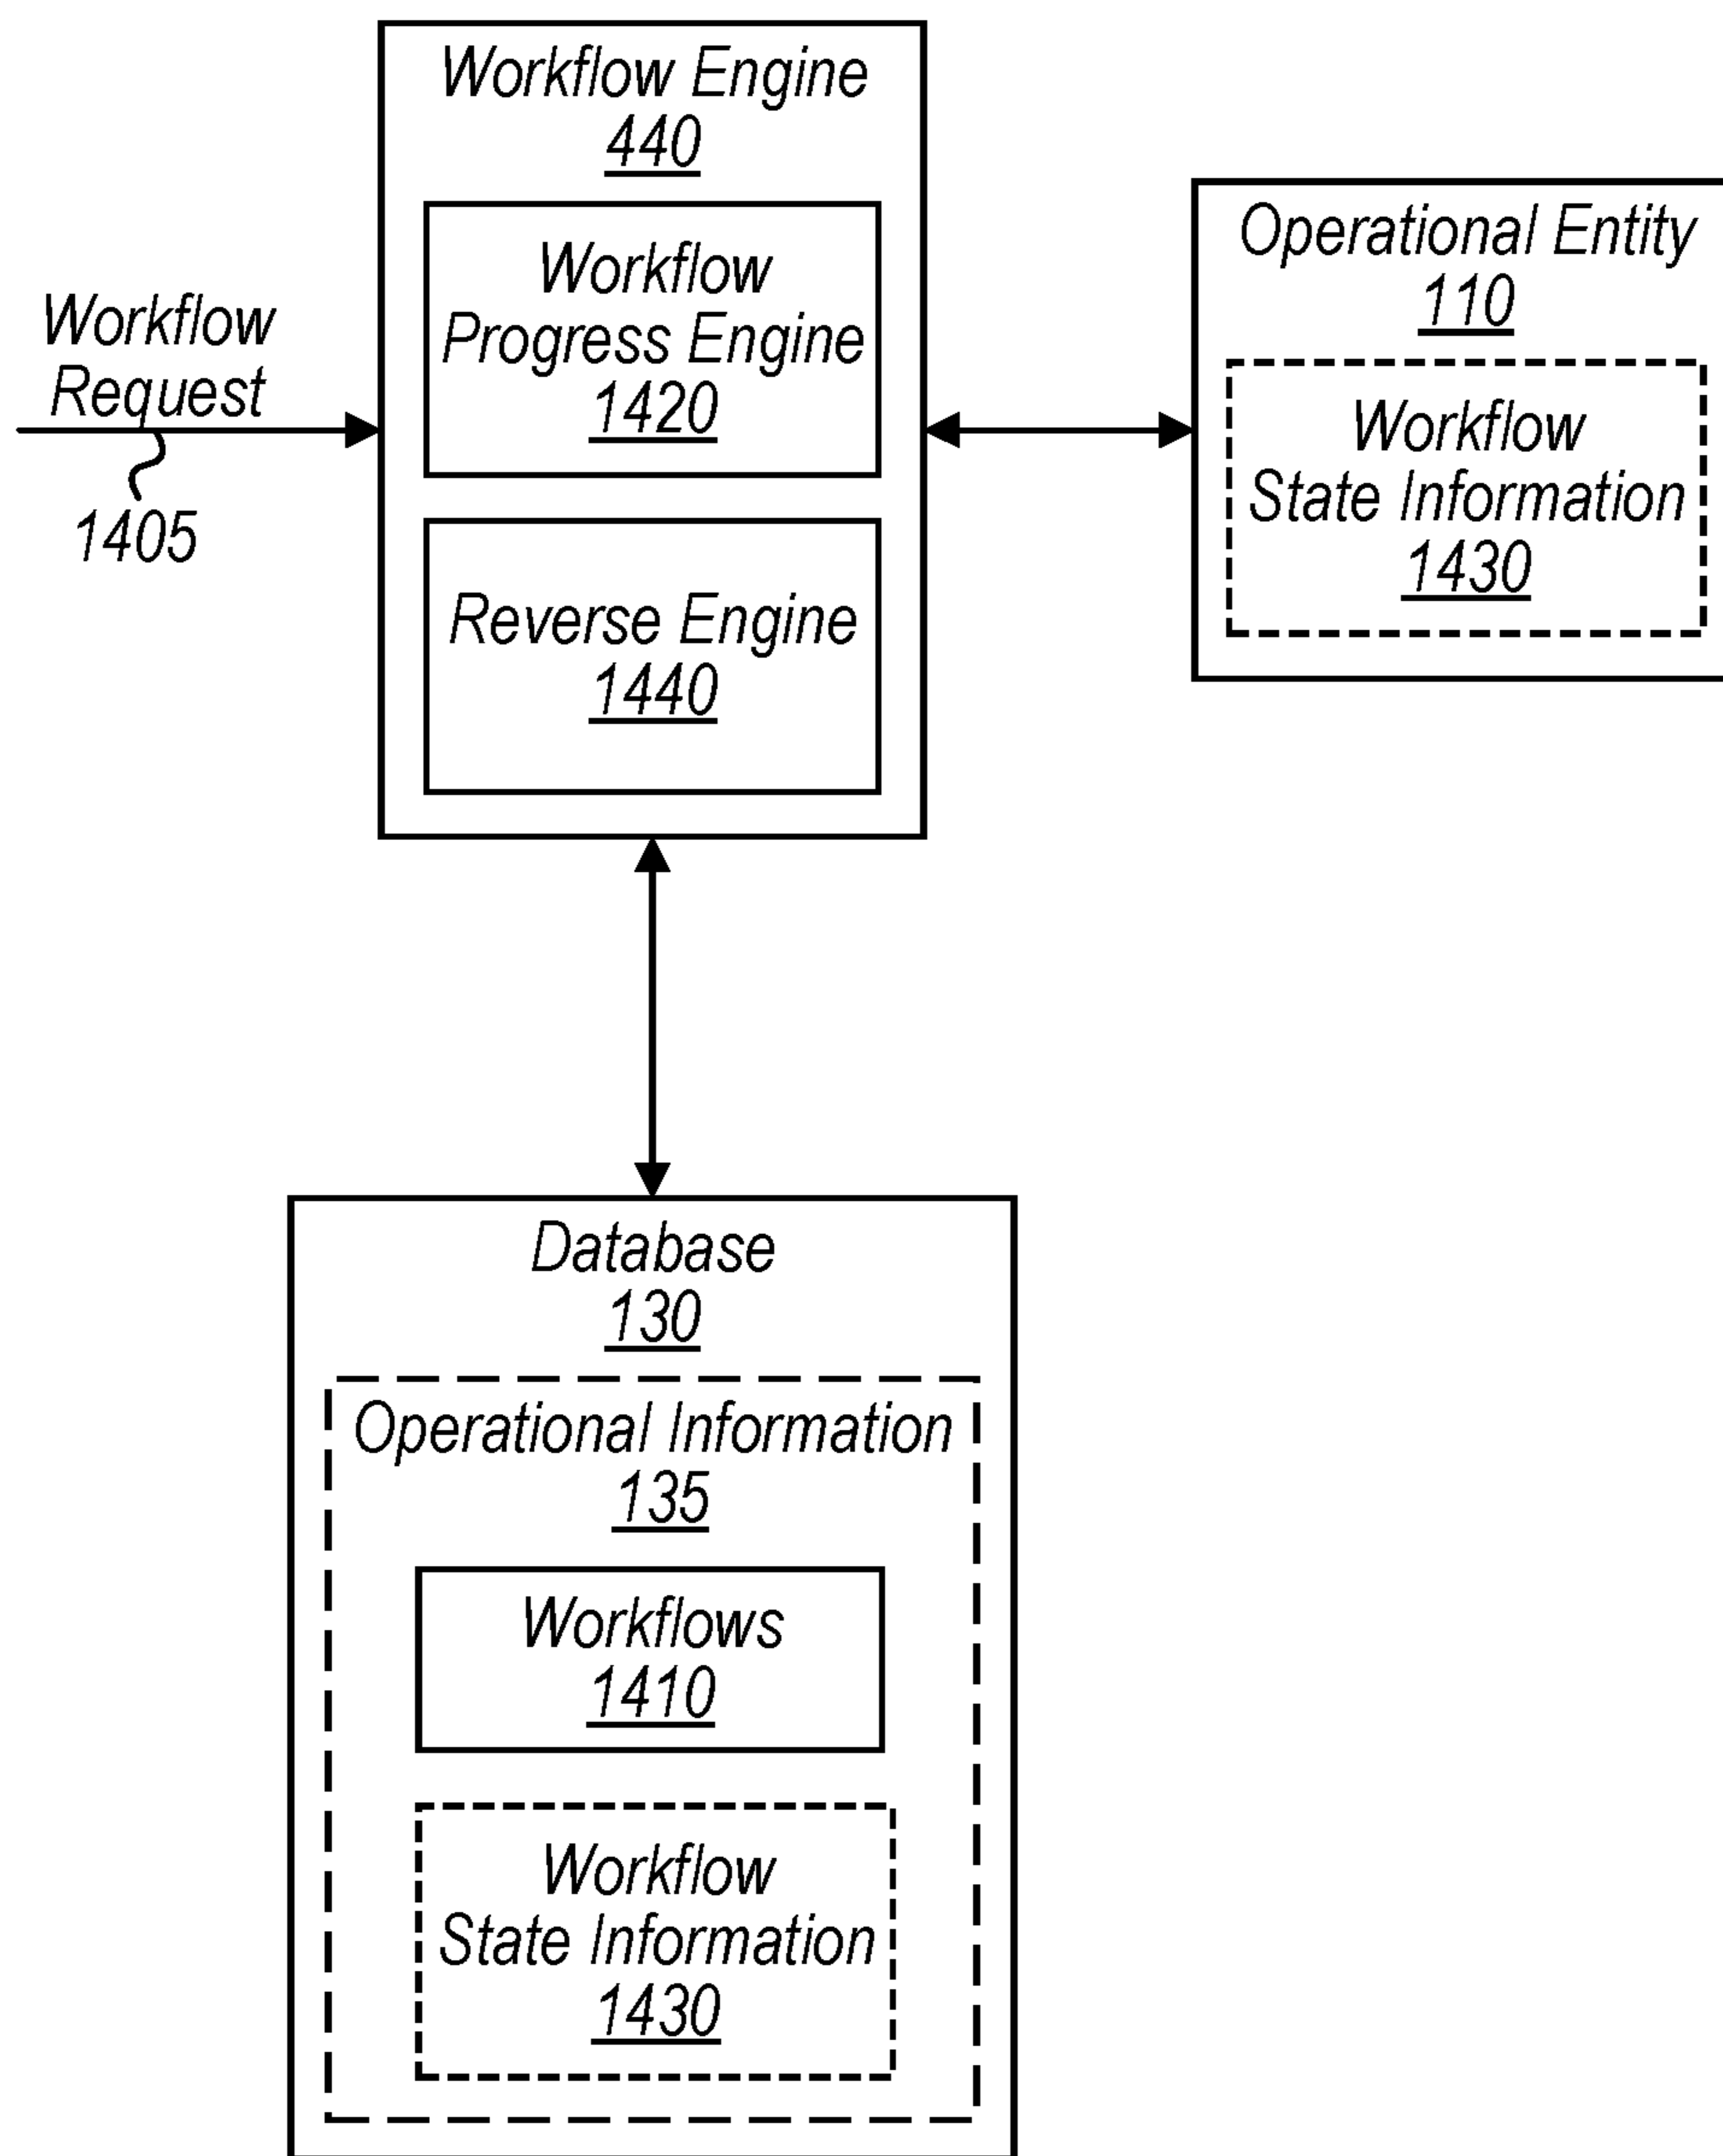 Workflow Engine
440
Workflow
Progress Engine
1420
Reverse Engine
1440
Workflow
Request
1405
Operational Entity
110
Workflow
State Information
1430
Database
130
Operational Information
135
Workflows
1410
Workflow
State Information
1430